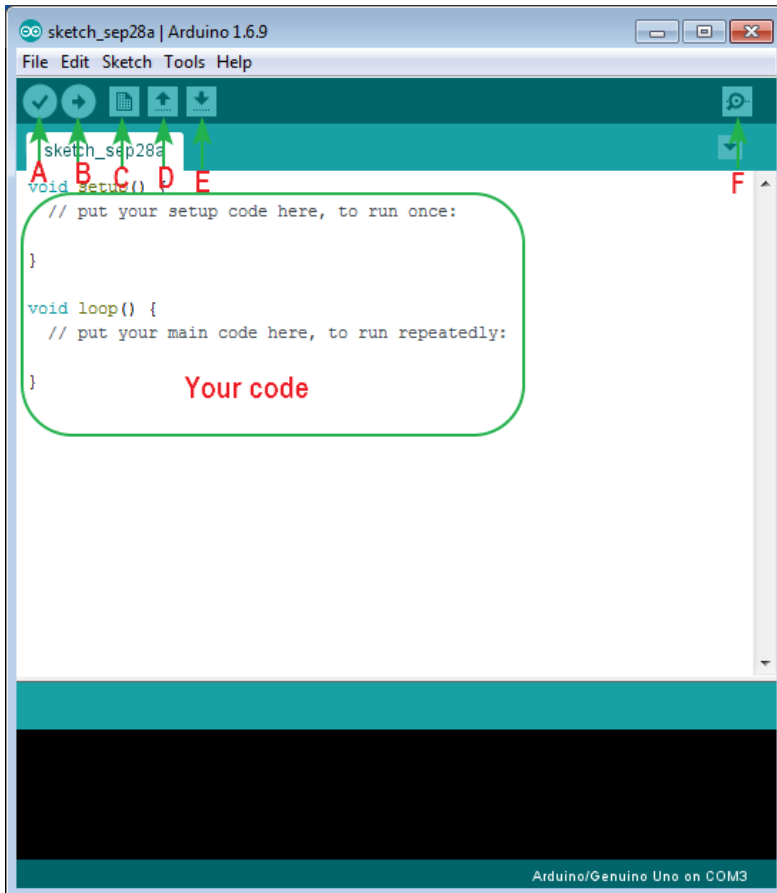 sketch_sep28a | Arduino 1.6.9
File Edit Sketch Tools Help
sketch_sep28a
A B C D E F
void setup() {
// put your setup code here, to run once:
}
void loop() {
// put your main code here, to run repeatedly:
}
Your code
Arduino/Genuino Uno on COM3